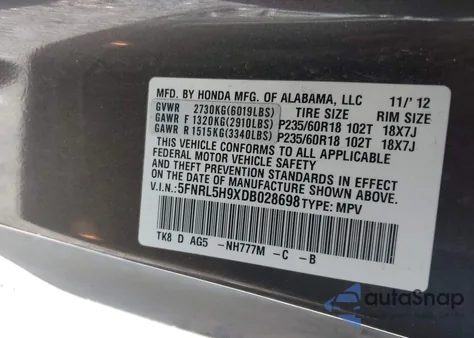 MFD. BY HONDA MFG. OF ALABAMA, LLC 11/'12
TIRE SIZE RIM SIZE
GVWR 2730KG(6019LBS)
GAWR F 1320KG(2910LBS) P235/60R18 102T 18X7J
GAWR R 1515KG(3340LBS) P235/60R18 102T 18X7J
THIS VEHICLE CONFORMS TO ALL APPLICABLE
FEDERAL MOTOR VEHICLE SAFETY
AND THEFT PREVENTION STANDARDS IN EFFECT
ON THE DATE OF MANUFACTURE SHOWN ABOVE.
V.I.N.:5FNRL5H9XDB028698 TYPE: MPV
TK8 D AG5 -NH777M -C -B
autoSnap